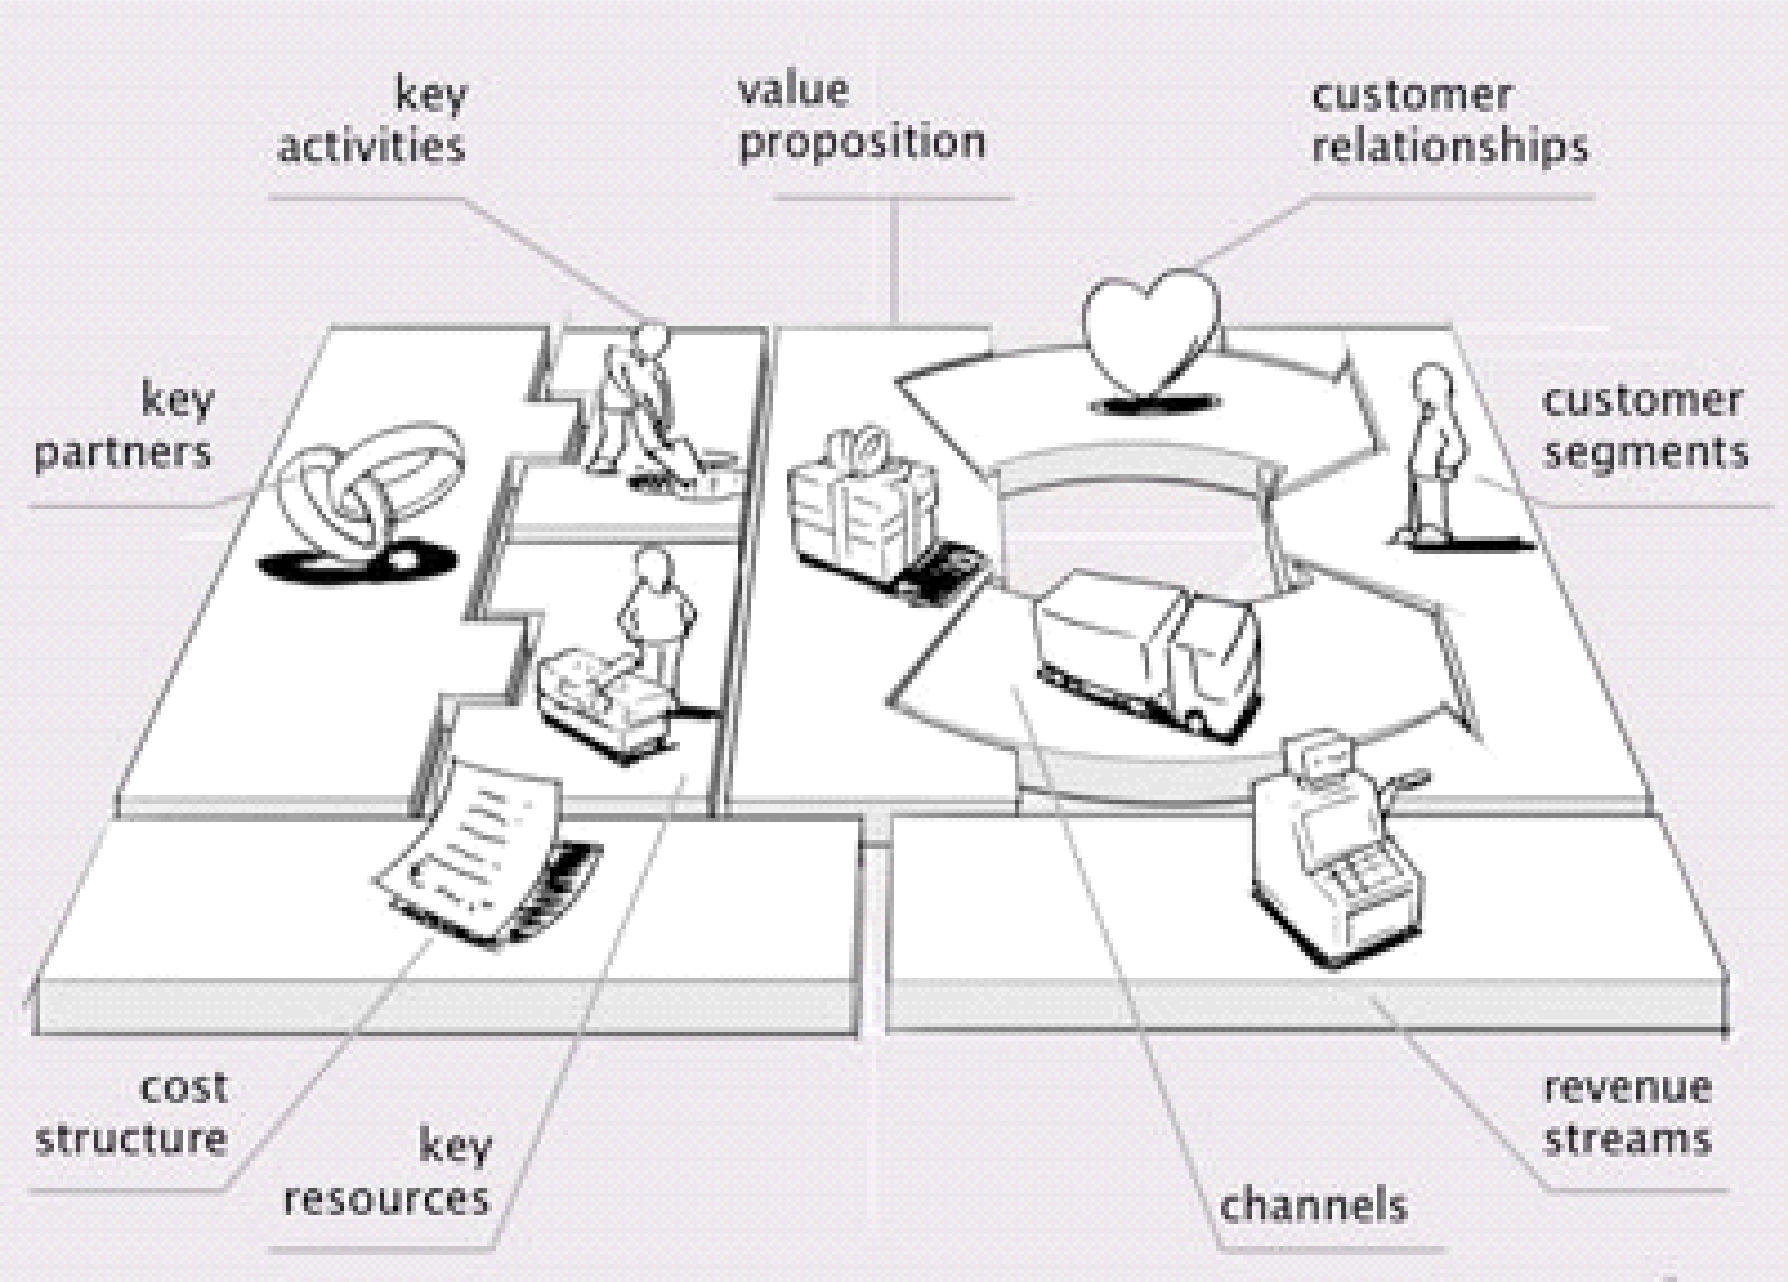 key
activities
value
proposition
customer
relationships
key
partners
customer
segments
cost
structure
key
resources
channels
revenue
streams